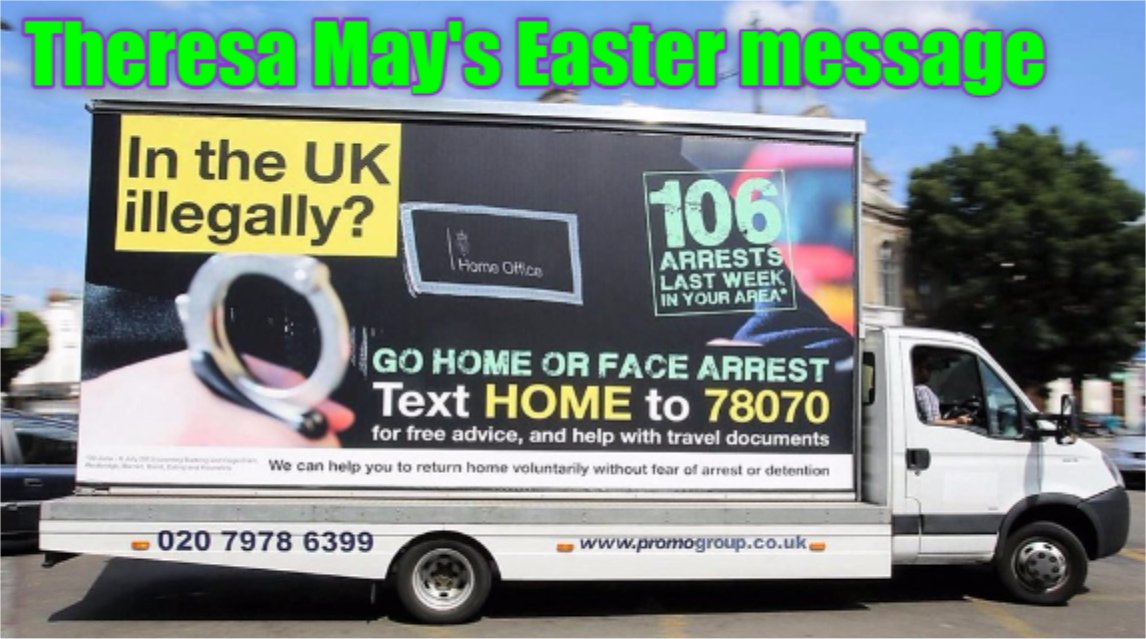 Theresa May's Easter message
In the UK
illegally?
Home Office
106
ARRESTS
LAST WEEK
IN YOUR AREA*
GO HOME OR FACE ARREST
Text HOME to 78070
for free advice, and help with travel documents
We can help you to return home voluntarily without fear of arrest or detention
020 7978 6399
www.promogroup.co.uk